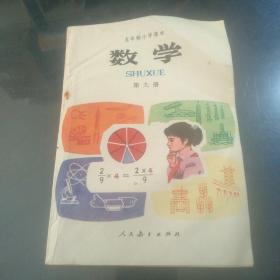 五年制小学课本
数学
SHUXUE
第九册
2/9 × 4 = 2×4/9
人民教育出版社